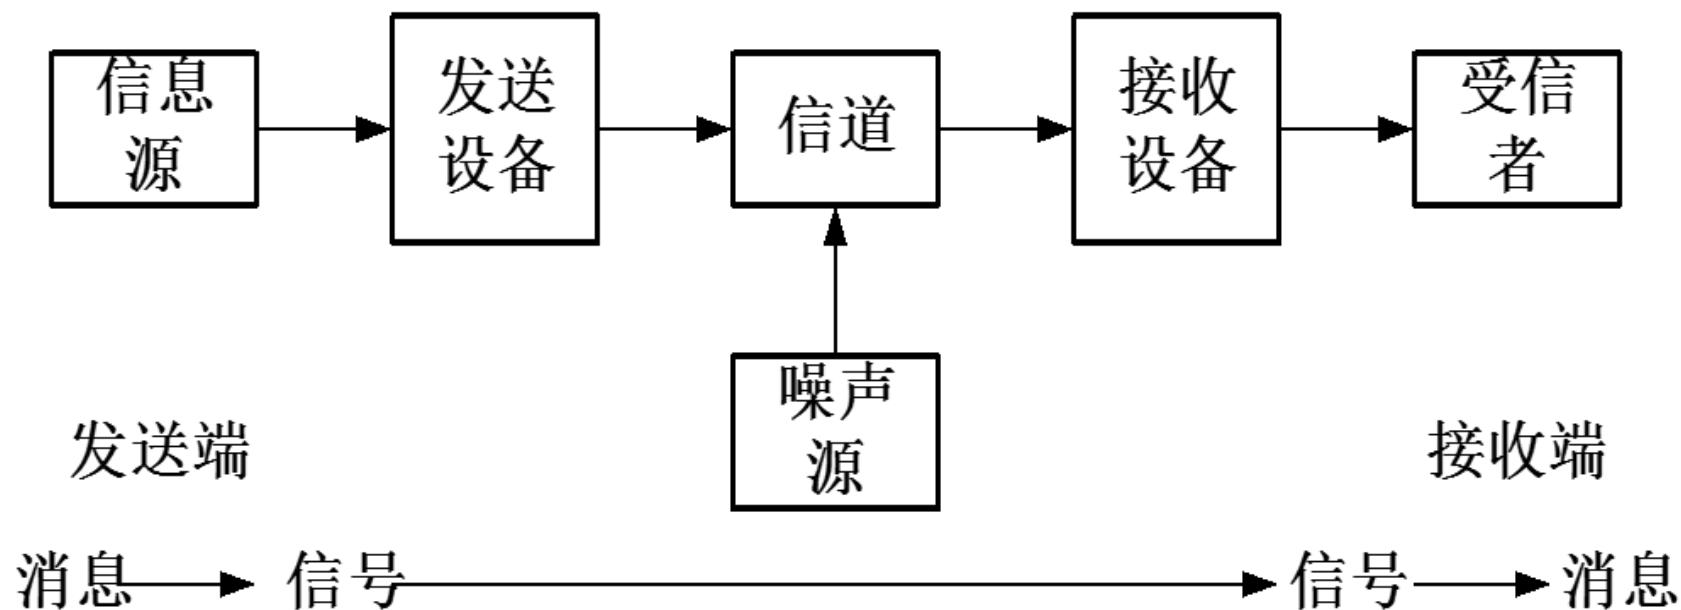 信息
源
发送
设备
信道
接收
设备
受信
者
噪声
源
发送端
接收端
消息
信号
信号
消息